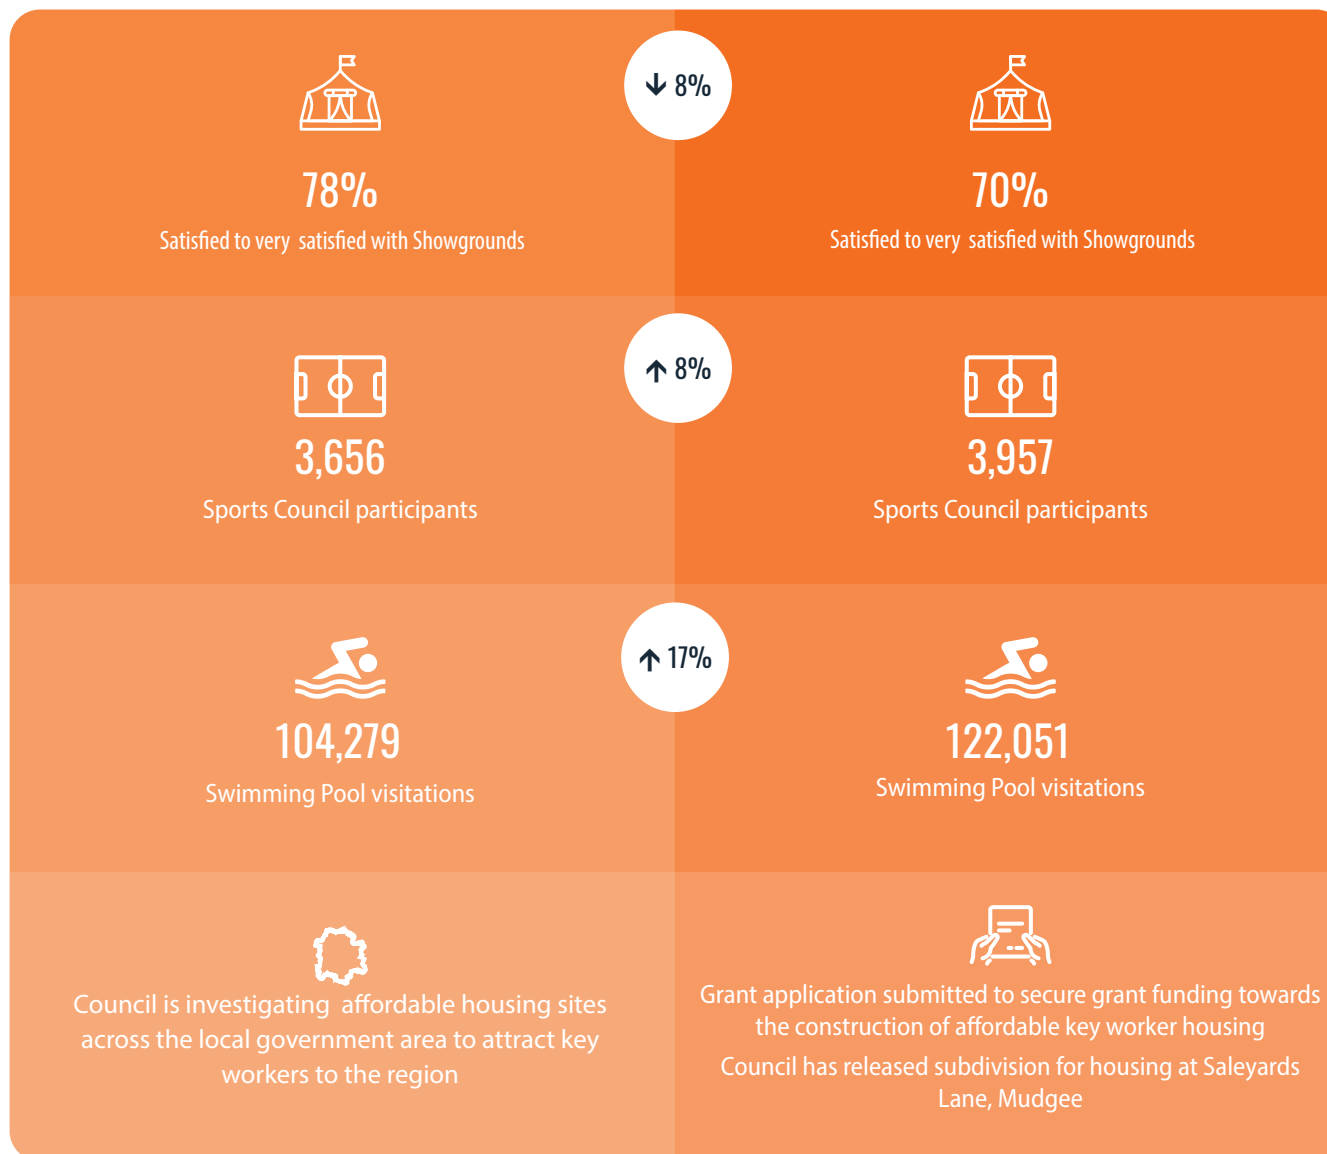 ↓ 8%
78%
Satisfied to very satisfied with Showgrounds
70%
Satisfied to very satisfied with Showgrounds
↑ 8%
3,656
Sports Council participants
3,957
Sports Council participants
↑ 17%
104,279
Swimming Pool visitations
122,051
Swimming Pool visitations
Council is investigating affordable housing sites
across the local government area to attract key
workers to the region
Grant application submitted to secure grant funding towards
the construction of affordable key worker housing
Council has released subdivision for housing at Saleyards
Lane, Mudgee